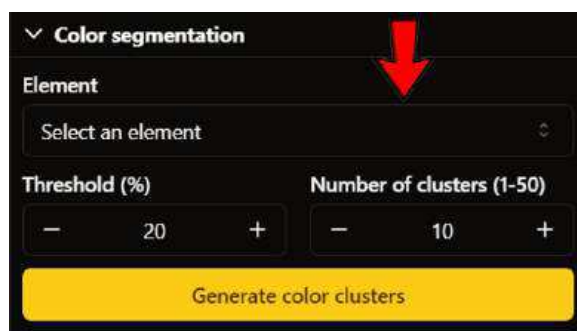 Color segmentation
Element
Select an element
Threshold (%) Number of clusters (1-50)
− 20 + − 10 +
Generate color clusters